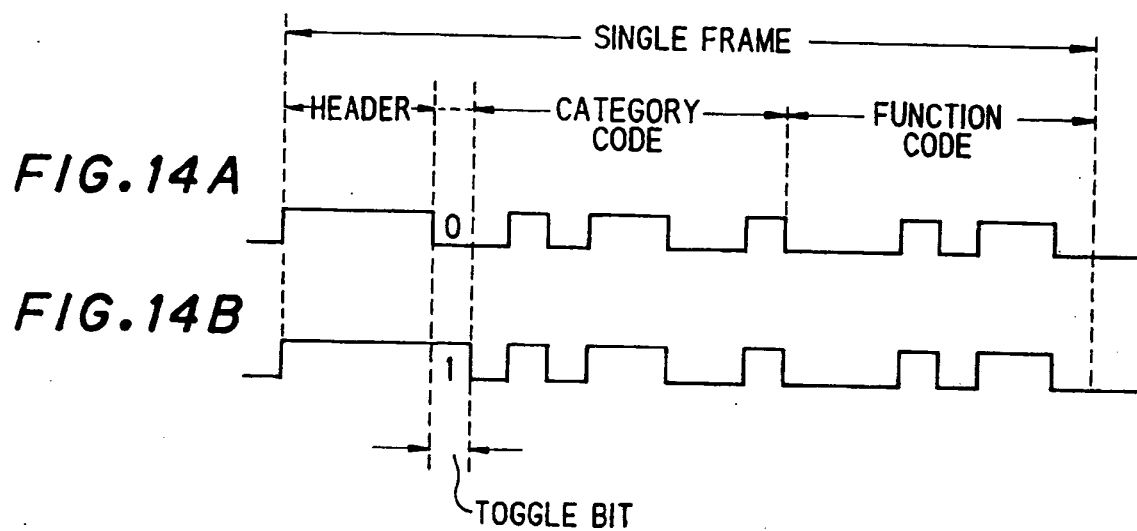 SINGLE FRAME
HEADER
CATEGORY
CODE
FUNCTION
CODE
FIG.14A
0
FIG.14B
1
TOGGLE BIT